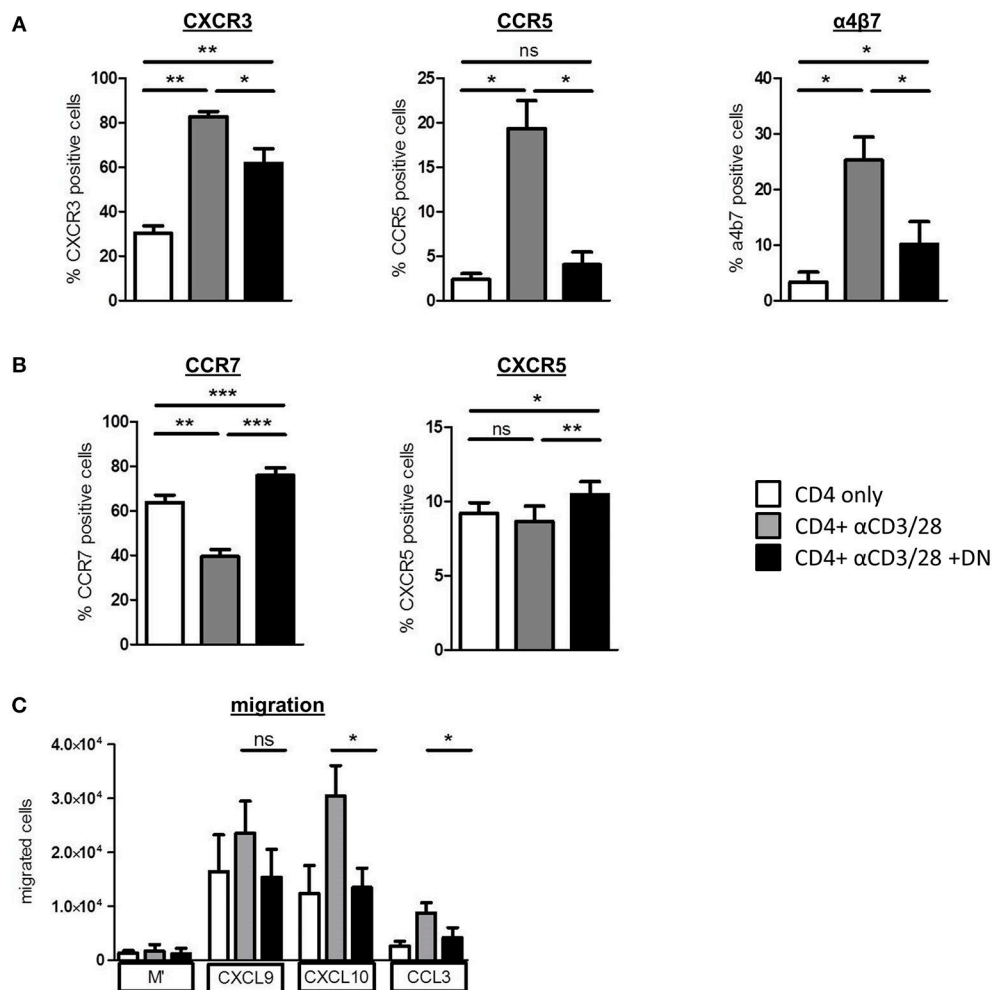 A
CXCR3
**
** *
100
80
60
40
20
0
% CXCR3 positive cells
CCR5
ns
* *
25
20
15
10
5
0
% CCR5 positive cells
α4β7
*
* *
40
30
20
10
0
% a4b7 positive cells
B
CCR7
***
** ***
100
80
60
40
20
0
% CCR7 positive cells
CXCR5
*
ns **
15
10
5
0
% CXCR5 positive cells
CD4 only
CD4+ αCD3/28
CD4+ αCD3/28 +DN
C
migration
ns * *
4.0×10⁴
3.0×10⁴
2.0×10⁴
1.0×10⁴
0
migrated cells
M' CXCL9 CXCL10 CCL3